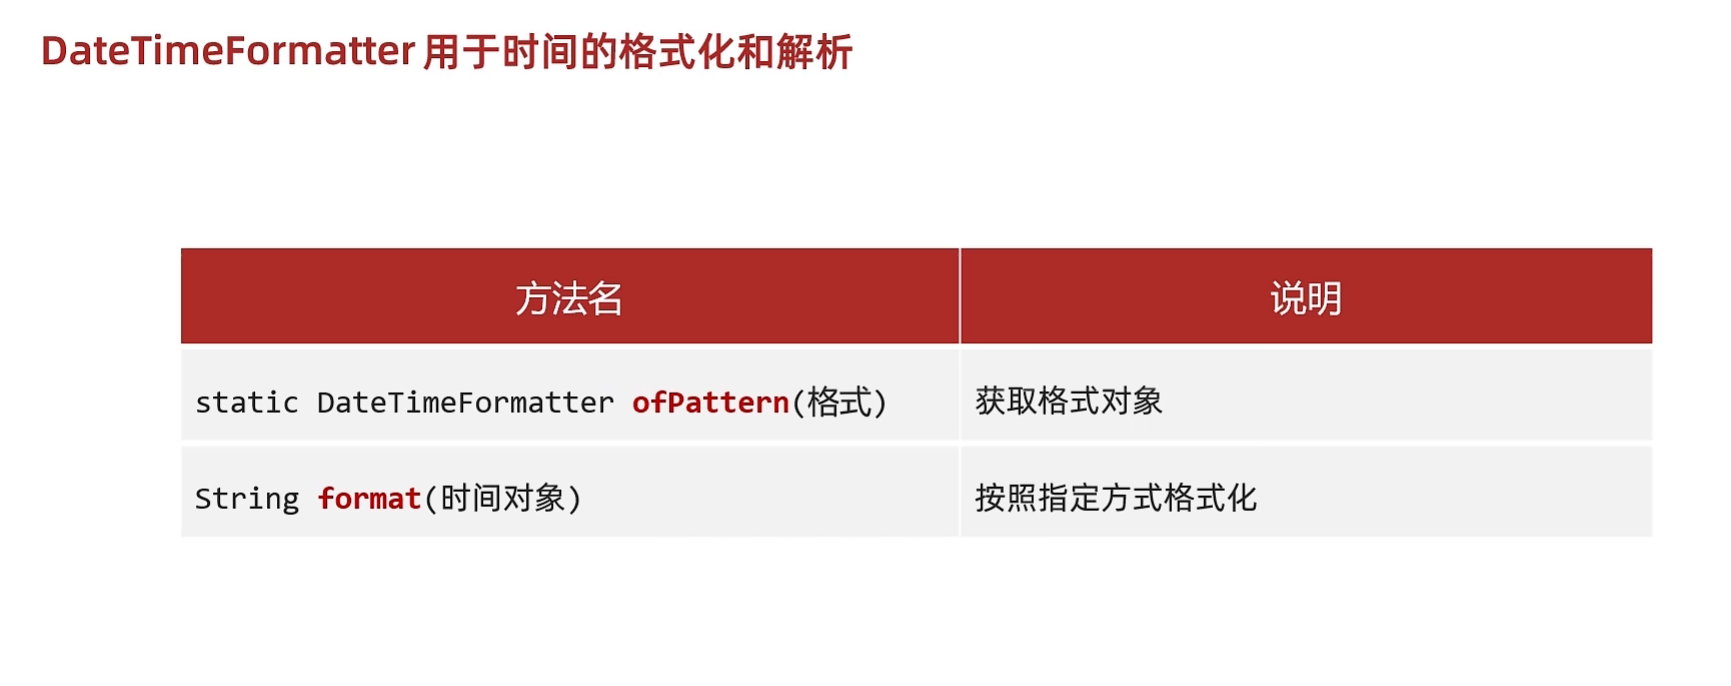 DateTimeFormatter 用于时间的格式化和解析
方法名 说明
static DateTimeFormatter ofPattern(格式) 获取格式对象
String format(时间对象) 按照指定方式格式化